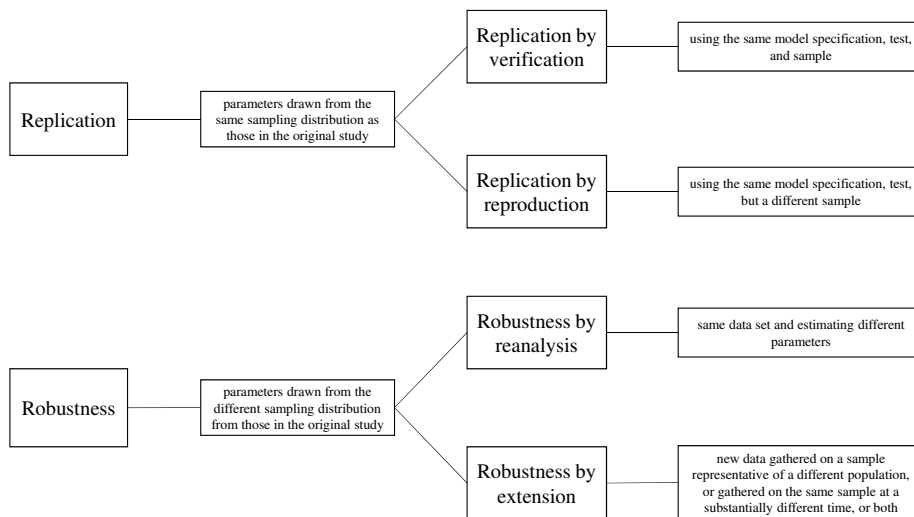 Replication
parameters drawn from the
same sampling distribution as
those in the original study
Replication by
verification
using the same model specification, test,
and sample
Replication by
reproduction
using the same model specification, test,
but a different sample
Robustness
parameters drawn from the
different sampling distribution
from those in the original study
Robustness by
reanalysis
same data set and estimating different
parameters
Robustness by
extension
new data gathered on a sample
representative of a different population,
or gathered on the same sample at a
substantially different time, or both